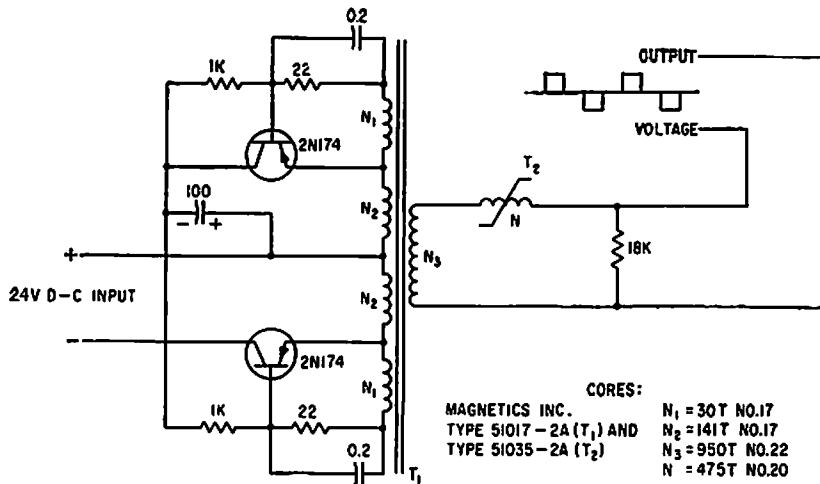 0.2
1K
22
OUTPUT
N₁
2N174
VOLTAGE
T₂
100
- +
N₂
N
N₃
18K
+
24V D-C INPUT
N₂
-
2N174
N₁
1K
22
0.2
T₁
CORES:
MAGNETICS INC.
TYPE 51017-2A (T₁) AND
TYPE 51035-2A (T₂)
N₁ = 30T NO.17
N₂ = 141T NO.17
N₃ = 950T NO.22
N = 475T NO.20